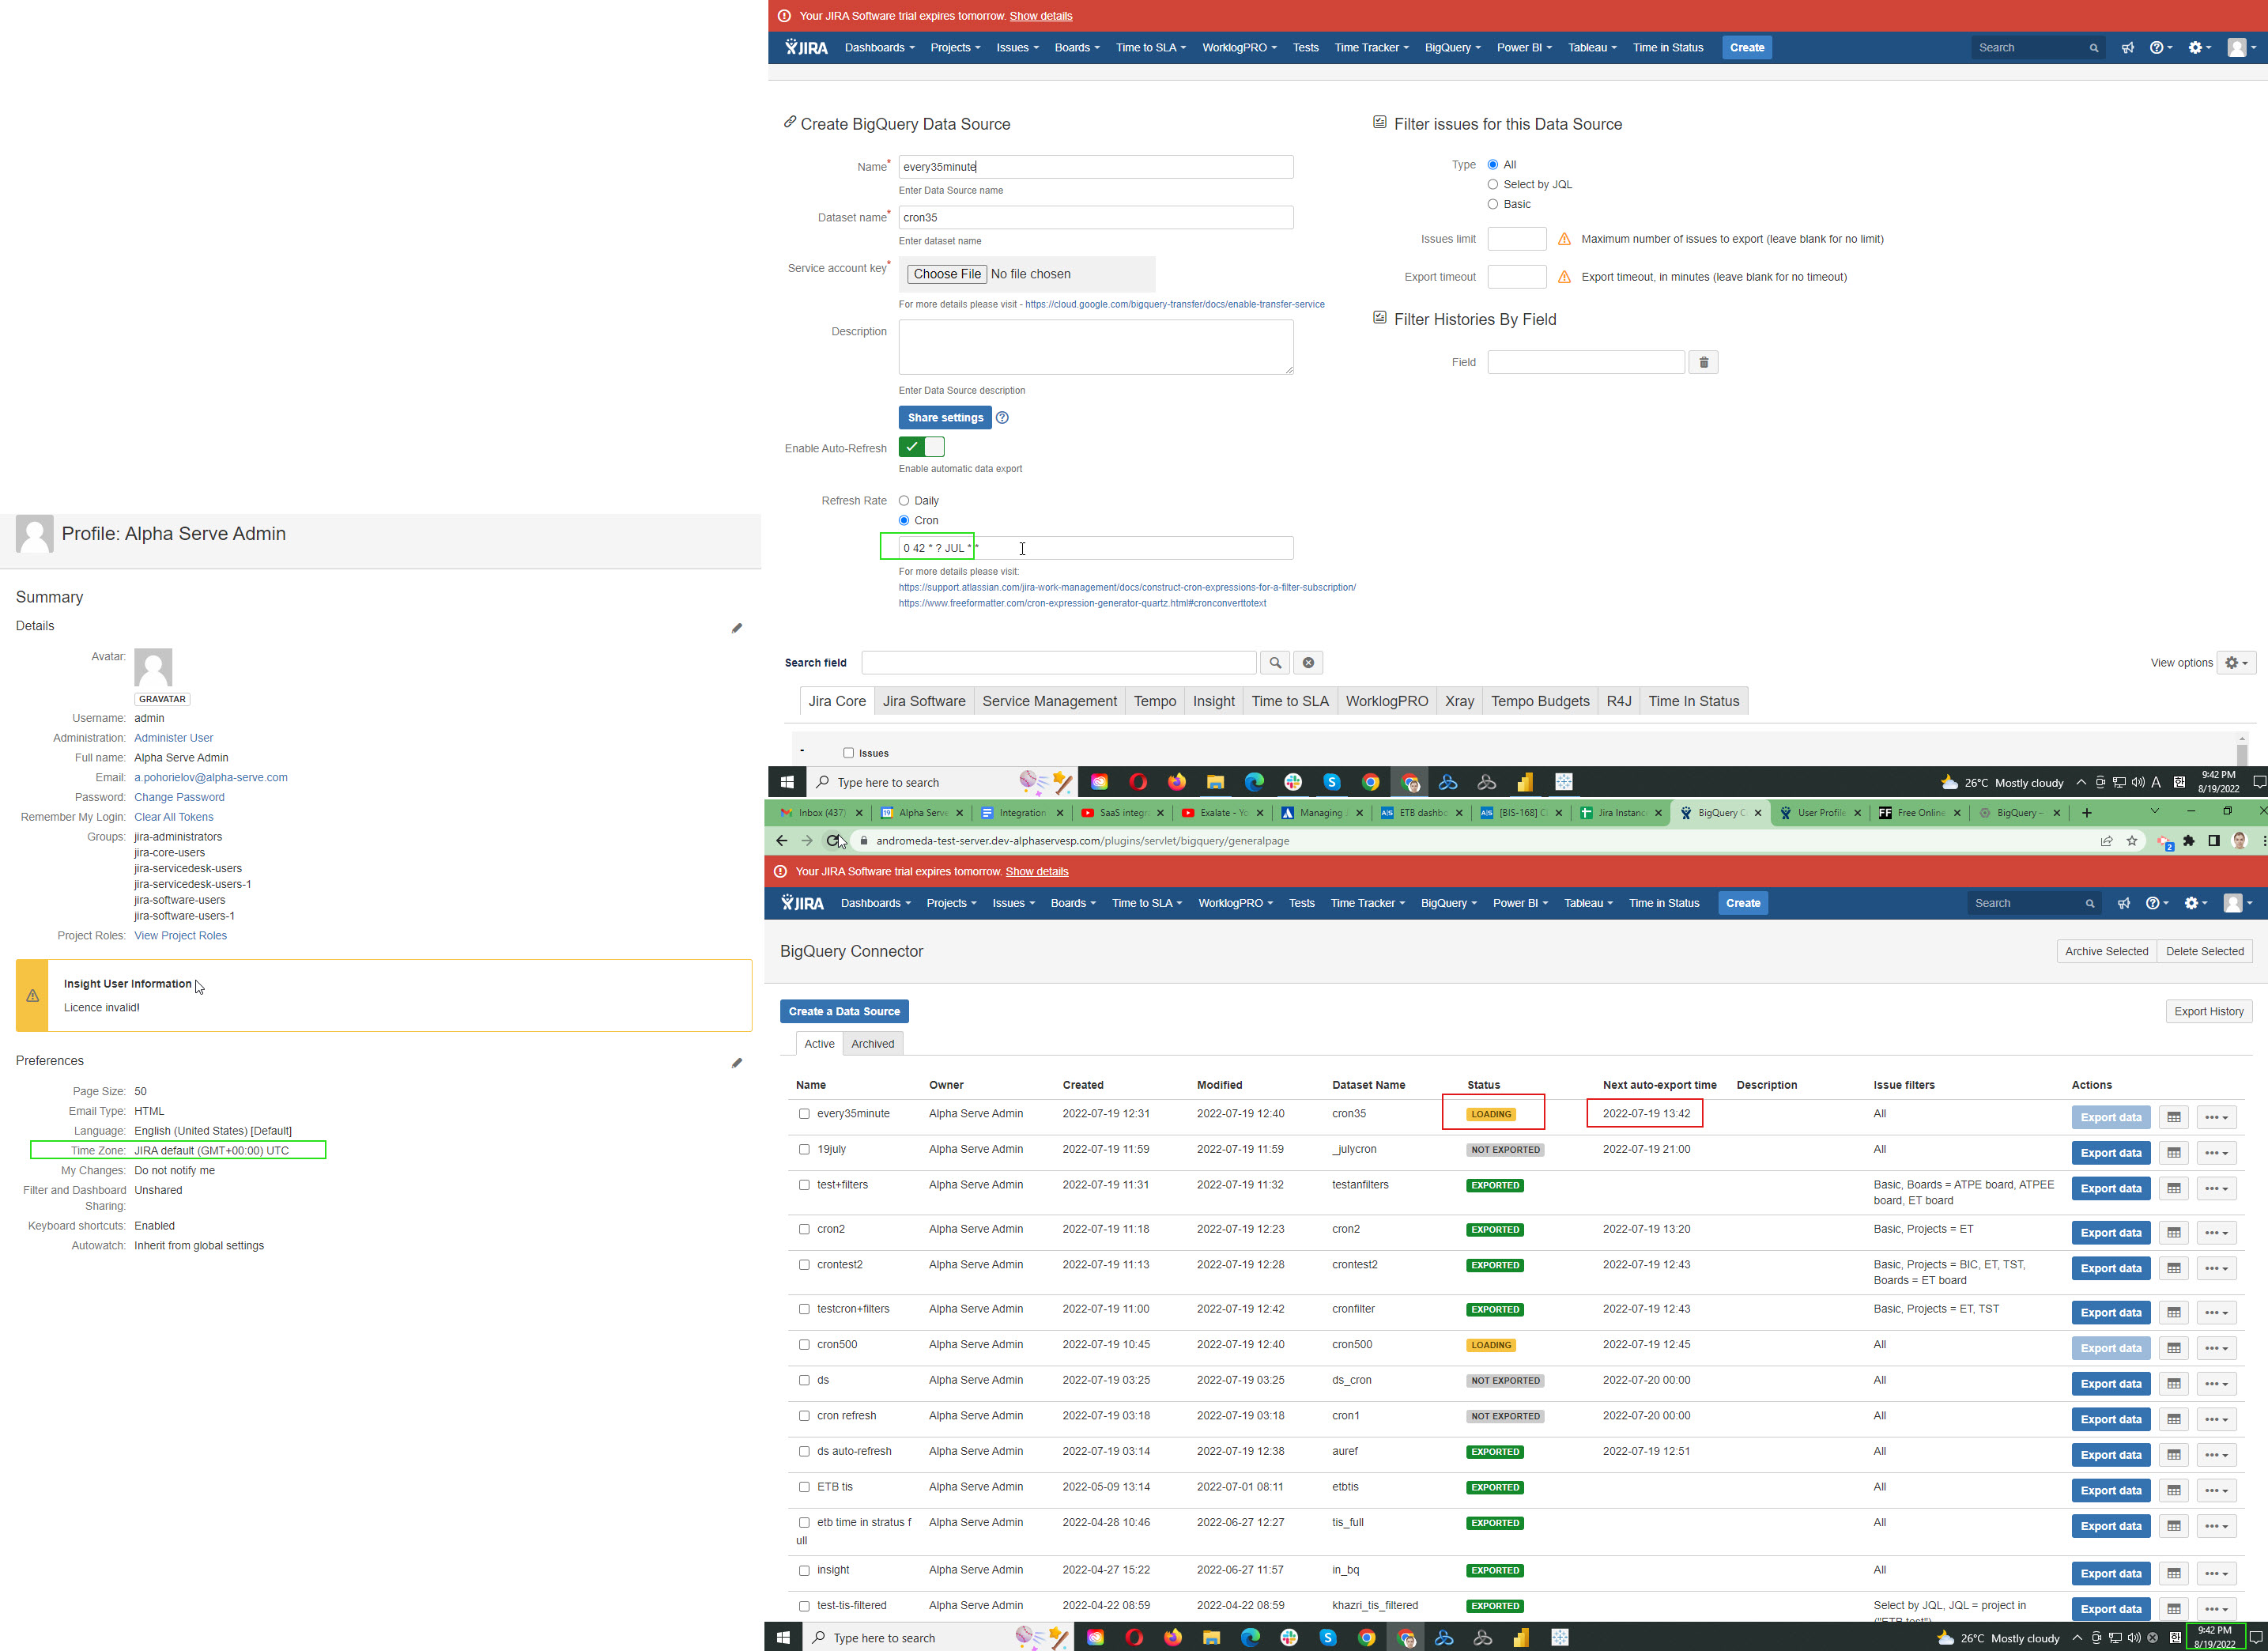 Profile: Alpha Serve Admin
Summary
Details
Avatar:
GRAVATAR
Username: admin
Administration: Administer User
Full name: Alpha Serve Admin
Email: a.pohorielov@alpha-serve.com
Password: Change Password
Remember My Login: Clear All Tokens
Groups: jira-administrators
jira-core-users
jira-servicedesk-users
jira-servicedesk-users-1
jira-software-users
jira-software-users-1
Project Roles: View Project Roles
Insight User Information
Licence invalid!
Preferences
Page Size: 50
Email Type: HTML
Language: English (United States) [Default]
Time Zone: JIRA default (GMT+00:00) UTC
My Changes: Do not notify me
Filter and Dashboard Unshared
Sharing:
Keyboard shortcuts: Enabled
Autowatch: Inherit from global settings
Your JIRA Software trial expires tomorrow. Show details
JIRA Dashboards Projects Issues Boards Time to SLA WorklogPRO Tests Time Tracker BigQuery Power BI Tableau Time in Status Create Search
Create BigQuery Data Source
Name* every35minute
Enter Data Source name
Dataset name* cron35
Enter dataset name
Service account key* Choose File No file chosen
For more details please visit - https://cloud.google.com/bigquery-transfer/docs/enable-transfer-service
Description
Enter Data Source description
Share settings
Enable Auto-Refresh
Enable automatic data export
Refresh Rate Daily
Cron
0 42 * ? JUL * *
For more details please visit:
https://support.atlassian.com/jira-work-management/docs/construct-cron-expressions-for-a-filter-subscription/
https://www.freeformatter.com/cron-expression-generator-quartz.html#cronconverttotext
Filter issues for this Data Source
Type All
Select by JQL
Basic
Issues limit Maximum number of issues to export (leave blank for no limit)
Export timeout Export timeout, in minutes (leave blank for no timeout)
Filter Histories By Field
Field
Search field View options
Jira Core Jira Software Service Management Tempo Insight Time to SLA WorklogPRO Xray Tempo Budgets R4J Time In Status
- Issues
Type here to search 26°C Mostly cloudy 9:42 PM
8/19/2022
Inbox (437) Alpha Serve Integration SaaS integr Exalate - Yo Managing ETB dashbo [BIS-168] C Jira Instanc BigQuery C User Profile Free Online BigQuery –
andromeda-test-server.dev-alphaservesp.com/plugins/servlet/bigquery/generalpage
Your JIRA Software trial expires tomorrow. Show details
JIRA Dashboards Projects Issues Boards Time to SLA WorklogPRO Tests Time Tracker BigQuery Power BI Tableau Time in Status Create Search
BigQuery Connector Archive Selected Delete Selected
Create a Data Source Export History
Active Archived
Name Owner Created Modified Dataset Name Status Next auto-export time Description Issue filters Actions
every35minute Alpha Serve Admin 2022-07-19 12:31 2022-07-19 12:40 cron35 LOADING 2022-07-19 13:42 All Export data
19july Alpha Serve Admin 2022-07-19 11:59 2022-07-19 11:59 _julycron NOT EXPORTED 2022-07-19 21:00 All Export data
test+filters Alpha Serve Admin 2022-07-19 11:31 2022-07-19 11:32 testanfilters EXPORTED Basic, Boards = ATPE board, ATPEE Export data
board, ET board
cron2 Alpha Serve Admin 2022-07-19 11:18 2022-07-19 12:23 cron2 EXPORTED 2022-07-19 13:20 Basic, Projects = ET Export data
crontest2 Alpha Serve Admin 2022-07-19 11:13 2022-07-19 12:28 crontest2 EXPORTED 2022-07-19 12:43 Basic, Projects = BIC, ET, TST, Export data
Boards = ET board
testcron+filters Alpha Serve Admin 2022-07-19 11:00 2022-07-19 12:42 cronfilter EXPORTED 2022-07-19 12:43 Basic, Projects = ET, TST Export data
cron500 Alpha Serve Admin 2022-07-19 10:45 2022-07-19 12:40 cron500 LOADING 2022-07-19 12:45 All Export data
ds Alpha Serve Admin 2022-07-19 03:25 2022-07-19 03:25 ds_cron NOT EXPORTED 2022-07-20 00:00 All Export data
cron refresh Alpha Serve Admin 2022-07-19 03:18 2022-07-19 03:18 cron1 NOT EXPORTED 2022-07-20 00:00 All Export data
ds auto-refresh Alpha Serve Admin 2022-07-19 03:14 2022-07-19 12:38 auref EXPORTED 2022-07-19 12:51 All Export data
ETB tis Alpha Serve Admin 2022-05-09 13:14 2022-07-01 08:11 etbtis EXPORTED All Export data
etb time in stratus f Alpha Serve Admin 2022-04-28 10:46 2022-06-27 12:27 tis_full EXPORTED All Export data
ull
insight Alpha Serve Admin 2022-04-27 15:22 2022-06-27 11:57 in_bq EXPORTED All Export data
test-tis-filtered Alpha Serve Admin 2022-04-22 08:59 2022-04-22 08:59 khazri_tis_filtered EXPORTED Select by JQL, JQL = project in Export data
("ETB test")
Type here to search 26°C Mostly cloudy 9:42 PM
8/19/2022